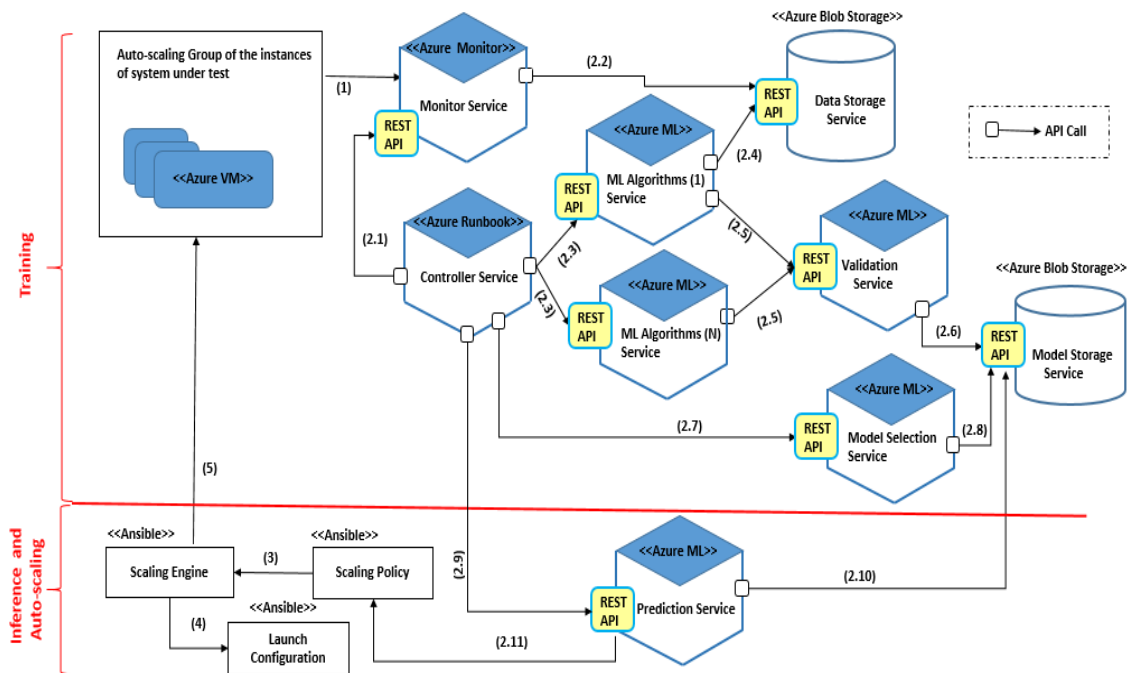 <<Azure Blob Storage>>
Auto-scaling Group of the instances
of system under test
<<Azure VM>>
(1)
<<Azure Monitor>>
Monitor Service
REST
API
(2.2)
REST
API
Data Storage
Service
API Call
<<Azure ML>>
ML Algorithms (1)
Service
REST
API
(2.4)
(2.1)
<<Azure Runbook>>
Controller Service
(2.3)
(2.3)
(2.5)
<<Azure ML>>
REST
API
Validation
Service
<<Azure ML>>
REST
API
ML Algorithms (N)
Service
(2.5)
<<Azure Blob Storage>>
(2.6)
REST
API
Model Storage
Service
Training
<<Azure ML>>
(2.7)
REST
API
Model Selection
Service
(2.8)
(5)
Inference and
Auto-scaling
<<Ansible>>
Scaling Engine
(3)
<<Ansible>>
Scaling Policy
(2.9)
<<Azure ML>>
REST
API
Prediction Service
(2.10)
(4)
<<Ansible>>
Launch
Configuration
(2.11)